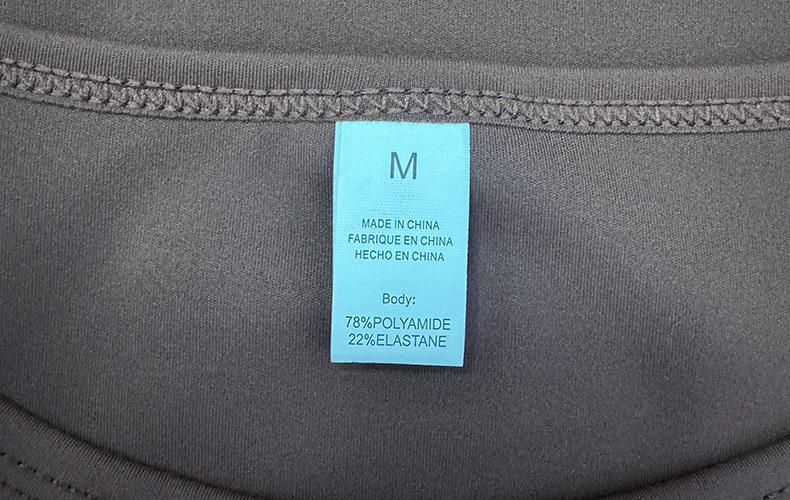 M
MADE IN CHINA
FABRIQUE EN CHINA
HECHO EN CHINA
Body:
78%POLYAMIDE
22%ELASTANE